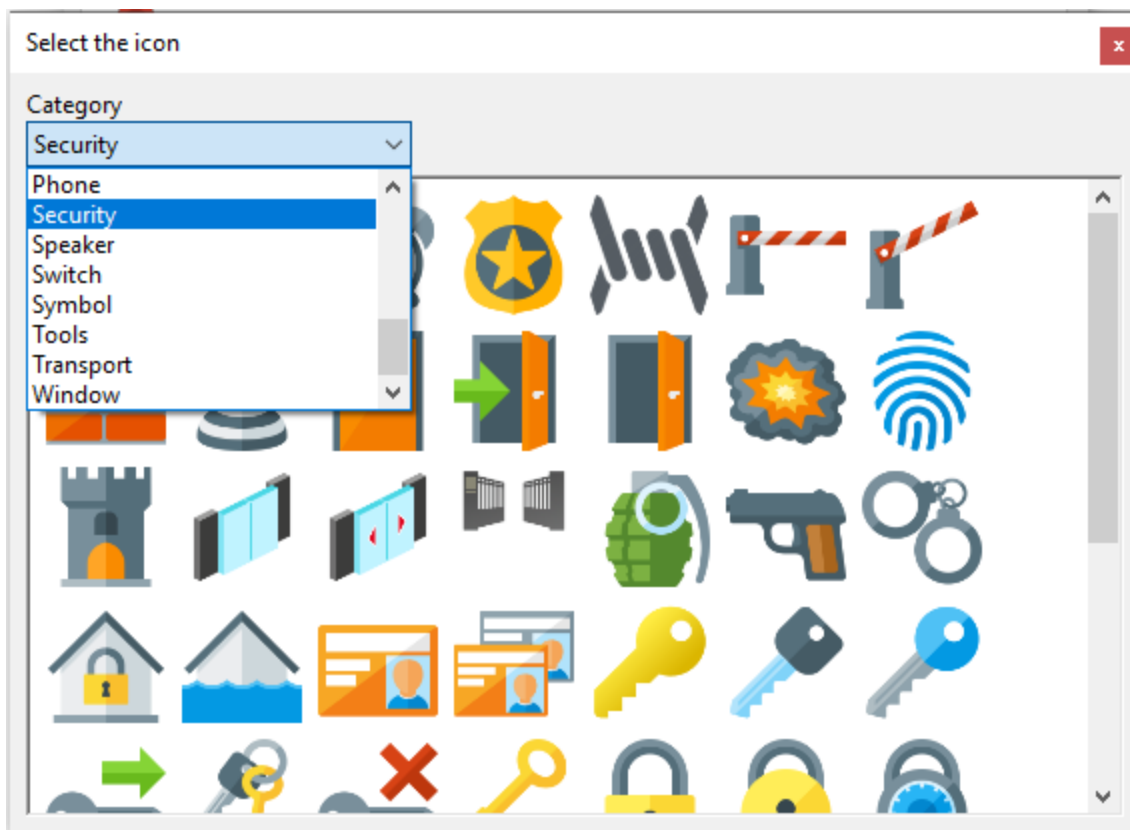 Select the icon
x
Category
Security
Phone
Security
Speaker
Switch
Symbol
Tools
Transport
Window